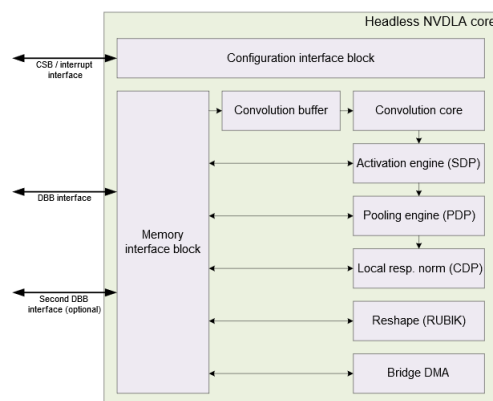 Headless NVDLA core
CSB / interrupt
interface
Configuration interface block
Convolution buffer
Convolution core
Activation engine (SDP)
DBB interface
Memory
interface block
Pooling engine (PDP)
Local resp. norm (CDP)
Second DBB
interface (optional)
Reshape (RUBIK)
Bridge DMA